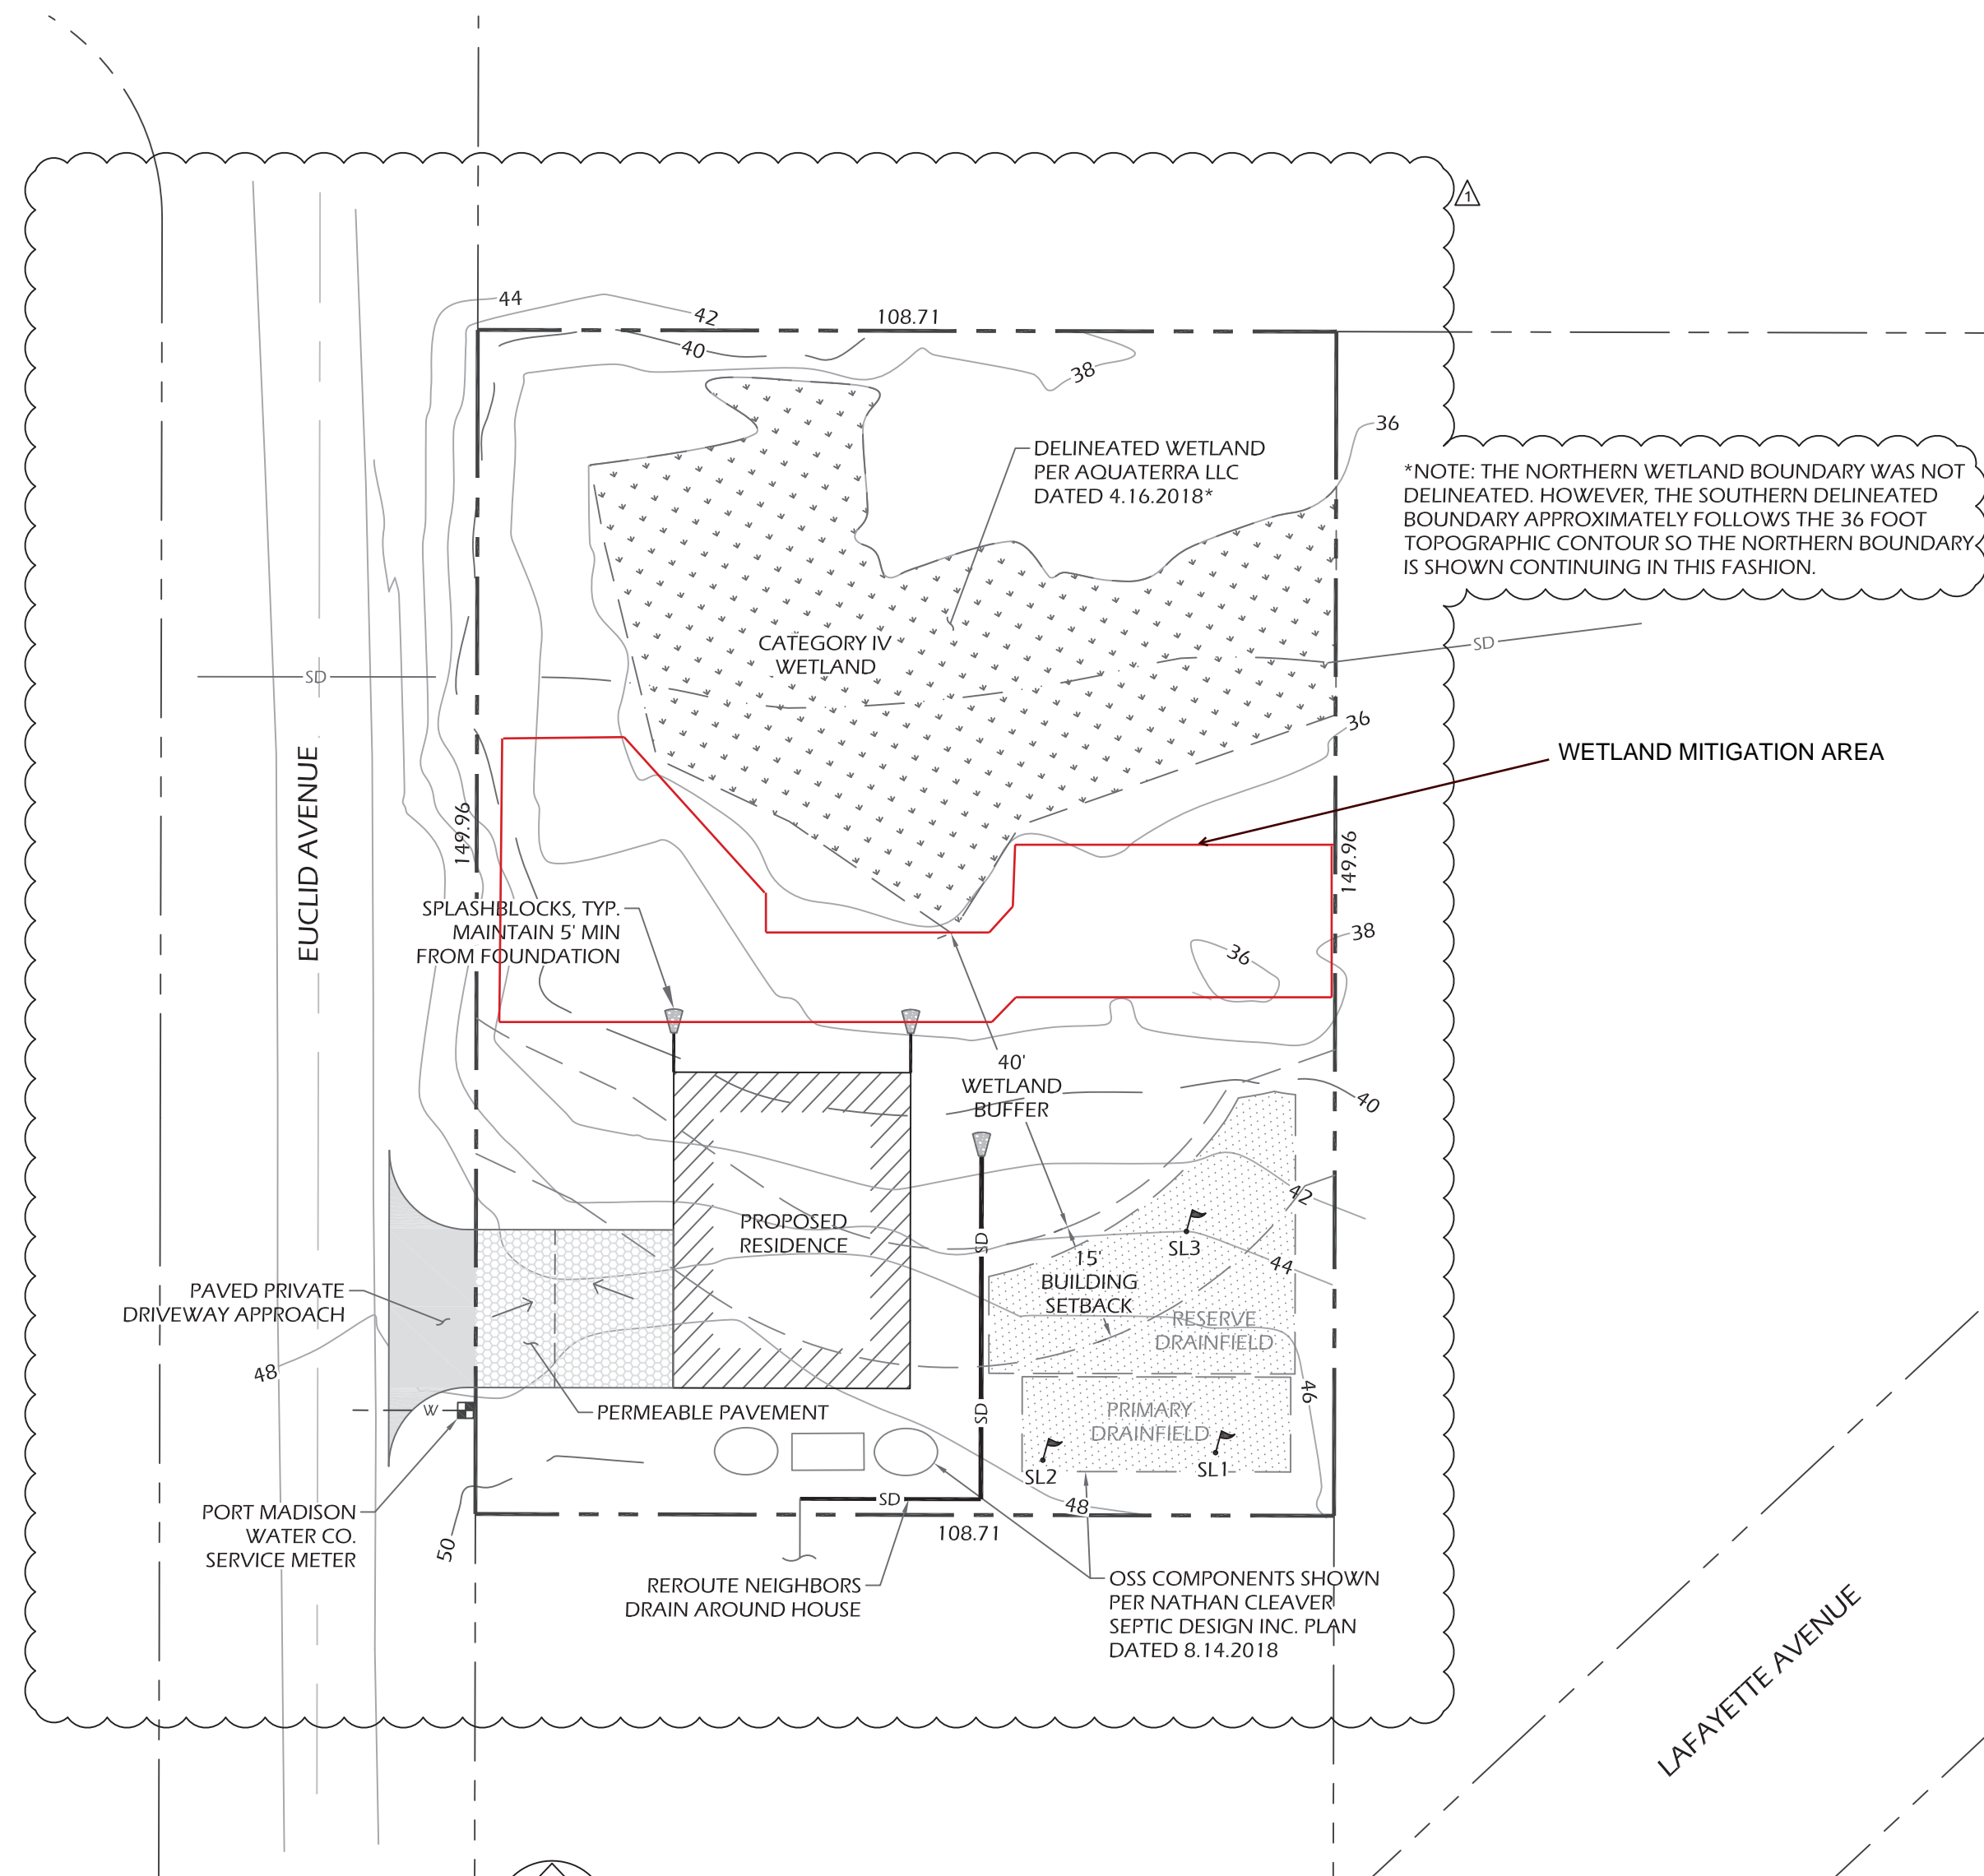 1
44
42
108.71
40
38
36
DELINEATED WETLAND
PER AQUATERRA LLC
DATED 4.16.2018*
*NOTE: THE NORTHERN WETLAND BOUNDARY WAS NOT
DELINEATED. HOWEVER, THE SOUTHERN DELINEATED
BOUNDARY APPROXIMATELY FOLLOWS THE 36 FOOT
TOPOGRAPHIC CONTOUR SO THE NORTHERN BOUNDARY
IS SHOWN CONTINUING IN THIS FASHION.
CATEGORY IV
WETLAND
SD
SD
36
WETLAND MITIGATION AREA
EUCLID AVENUE
149.96
149.96
SPLASHBLOCKS, TYP.
MAINTAIN 5' MIN
FROM FOUNDATION
38
36
40'
WETLAND
BUFFER
40
42
PROPOSED
RESIDENCE
SD
SL3
15'
BUILDING
SETBACK
44
PAVED PRIVATE
DRIVEWAY APPROACH
RESERVE
DRAINFIELD
48
46
W
PERMEABLE PAVEMENT
SD
PRIMARY
DRAINFIELD
SL2
SL1
SD
48
PORT MADISON
WATER CO.
SERVICE METER
50
108.71
REROUTE NEIGHBORS
DRAIN AROUND HOUSE
OSS COMPONENTS SHOWN
PER NATHAN CLEAVER
SEPTIC DESIGN INC. PLAN
DATED 8.14.2018
LAFAYETTE AVENUE